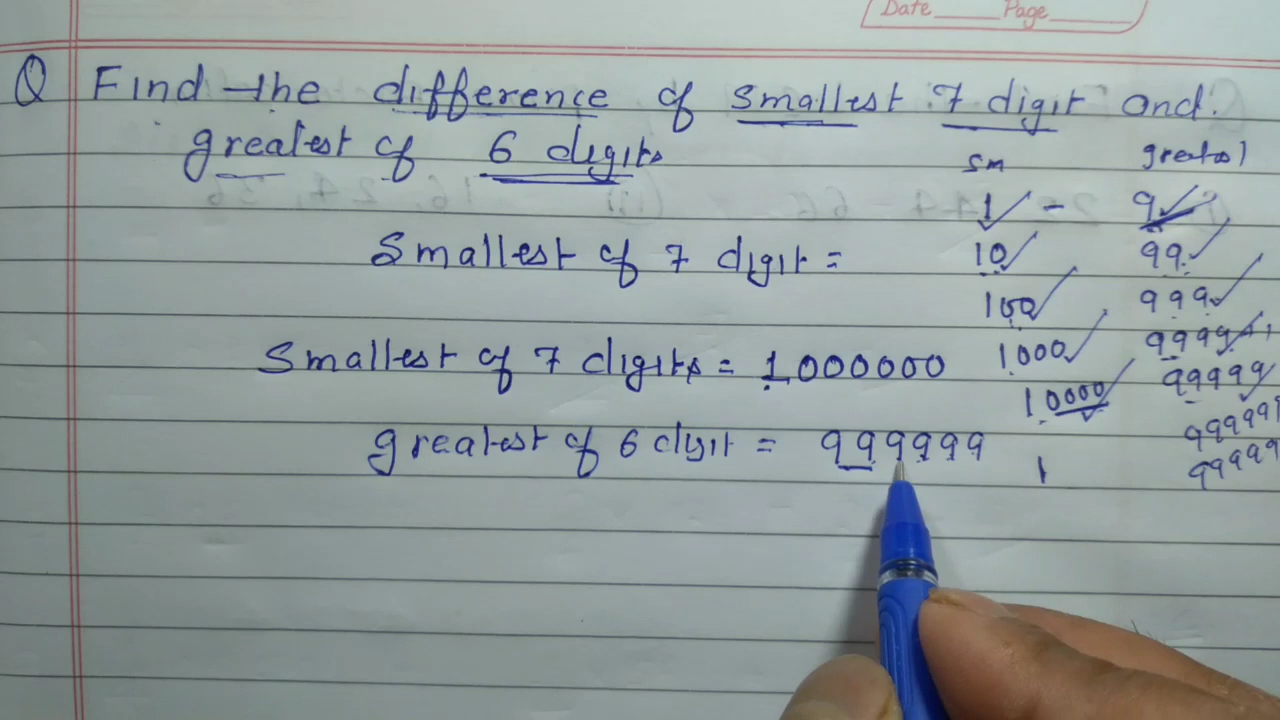 Date Page
Q Find the difference of smallest 7 digit and.
greatest of 6 digits
sm greatest
1 - 9
Smallest of 7 digit = 10 99
100 999
Smallest of 7 digits = 1000000 1000 9999
10000 99999
greatest of 6 digit = 999999 1 999999
99999